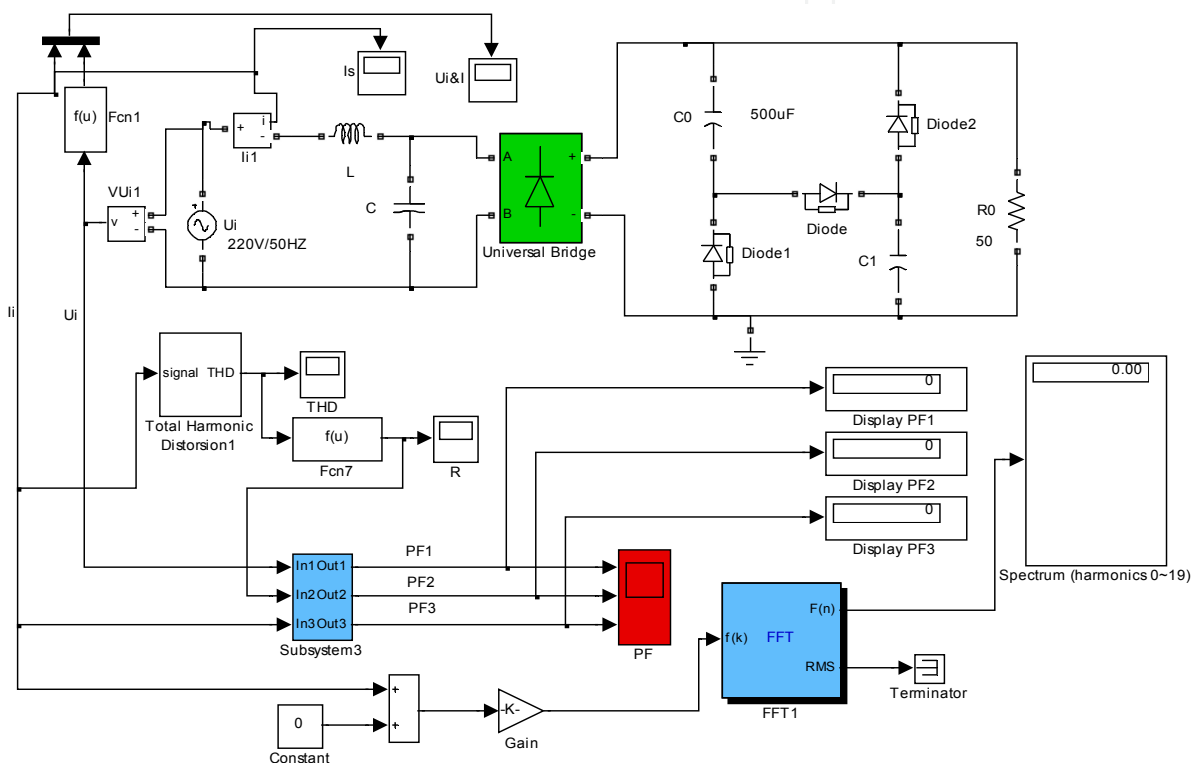 Is
Ui&I
f(u)
Fcn1
+
i
-
Ii1
L
VUi1
v
+
-
Ui
220V/50HZ
C
A
B
+
-
Universal Bridge
C0
500uF
Diode2
Diode
Diode1
C1
R0
50
Ii
Ui
signal THD
Total Harmonic
Distorsion1
THD
f(u)
Fcn7
R
0
Display PF1
0
Display PF2
0
Display PF3
0.00
Spectrum (harmonics 0~19)
In1 Out1
In2 Out2
In3 Out3
Subsystem3
PF1
PF2
PF3
PF
f(k)
FFT
F(n)
RMS
FFT1
Terminator
+
+
0
Constant
-K-
Gain